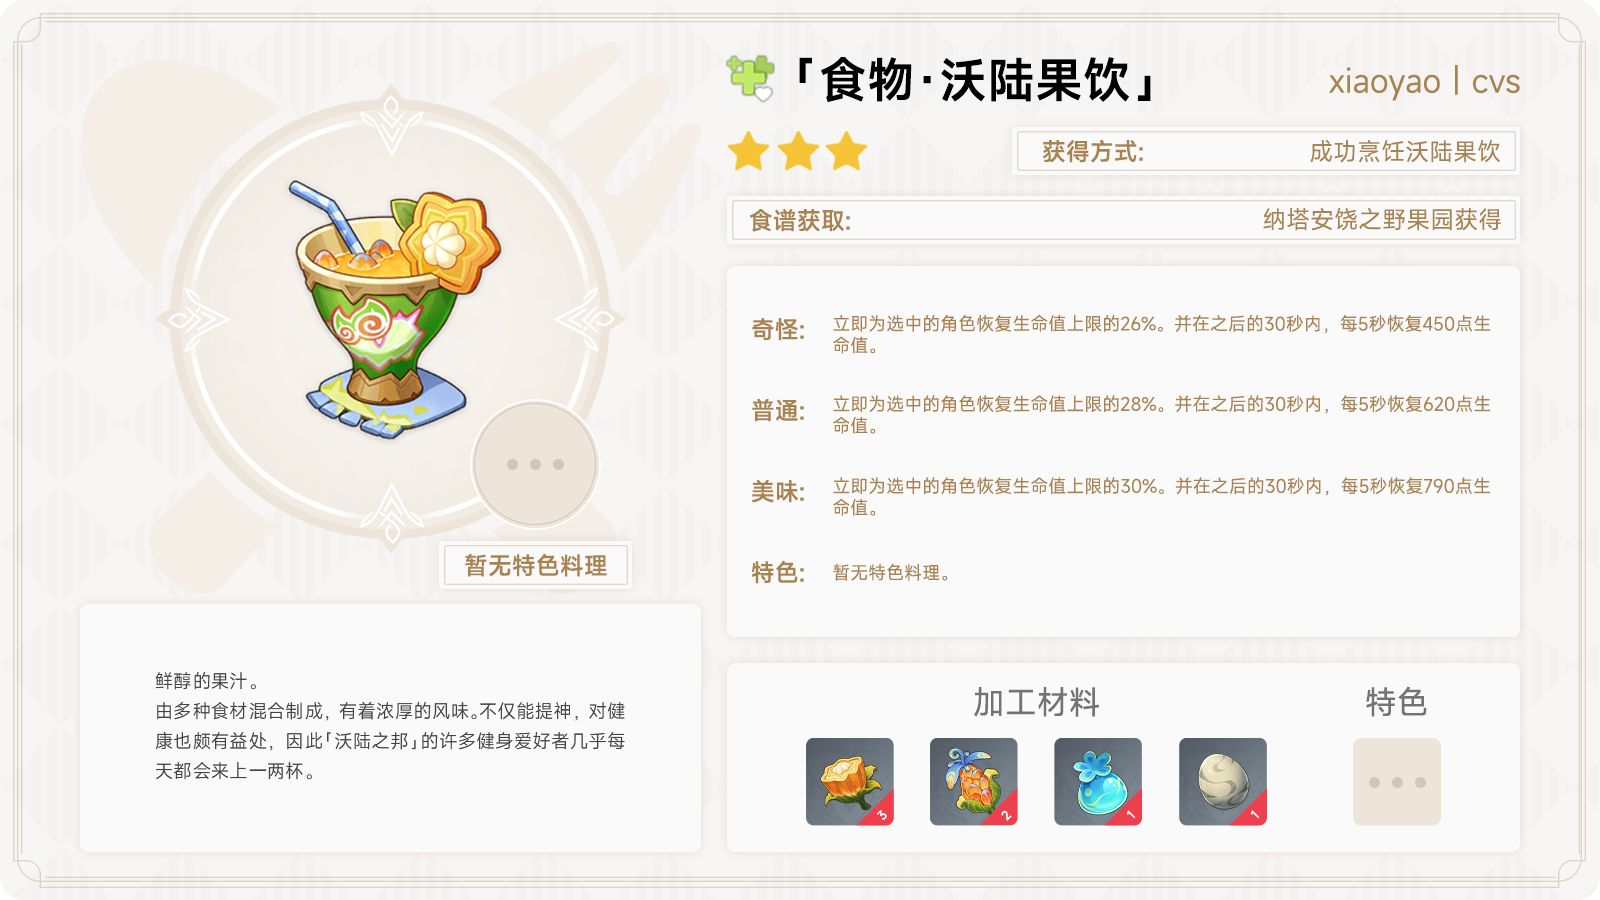 「食物·沃陆果饮」
xiaoyao | cvs
获得方式:
成功烹饪沃陆果饮
食谱获取:
纳塔安饶之野果园获得
奇怪:
立即为选中的角色恢复生命值上限的26%。并在之后的30秒内，每5秒恢复450点生
命值。
普通:
立即为选中的角色恢复生命值上限的28%。并在之后的30秒内，每5秒恢复620点生
命值。
美味:
立即为选中的角色恢复生命值上限的30%。并在之后的30秒内，每5秒恢复790点生
命值。
特色:
暂无特色料理。
暂无特色料理
鲜醇的果汁。
由多种食材混合制成，有着浓厚的风味。不仅能提神，对健
康也颇有益处，因此「沃陆之邦」的许多健身爱好者几乎每
天都会来上一两杯。
加工材料
特色
3
2
1
1